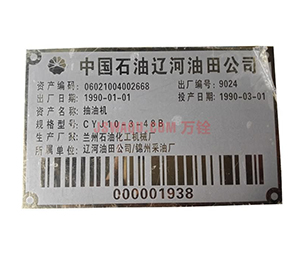 中国石油辽河油田公司
资产编码: 06021004002668 出厂编号: 9024
出厂日期: 1990-01-01 投产日期: 1990-03-01
资产名称: 抽油机
规格型号: CYJ10-3-48B
生产厂家: 兰州石油化工机械厂
所属单位: 辽河油田公司/锦州采油厂
000001938